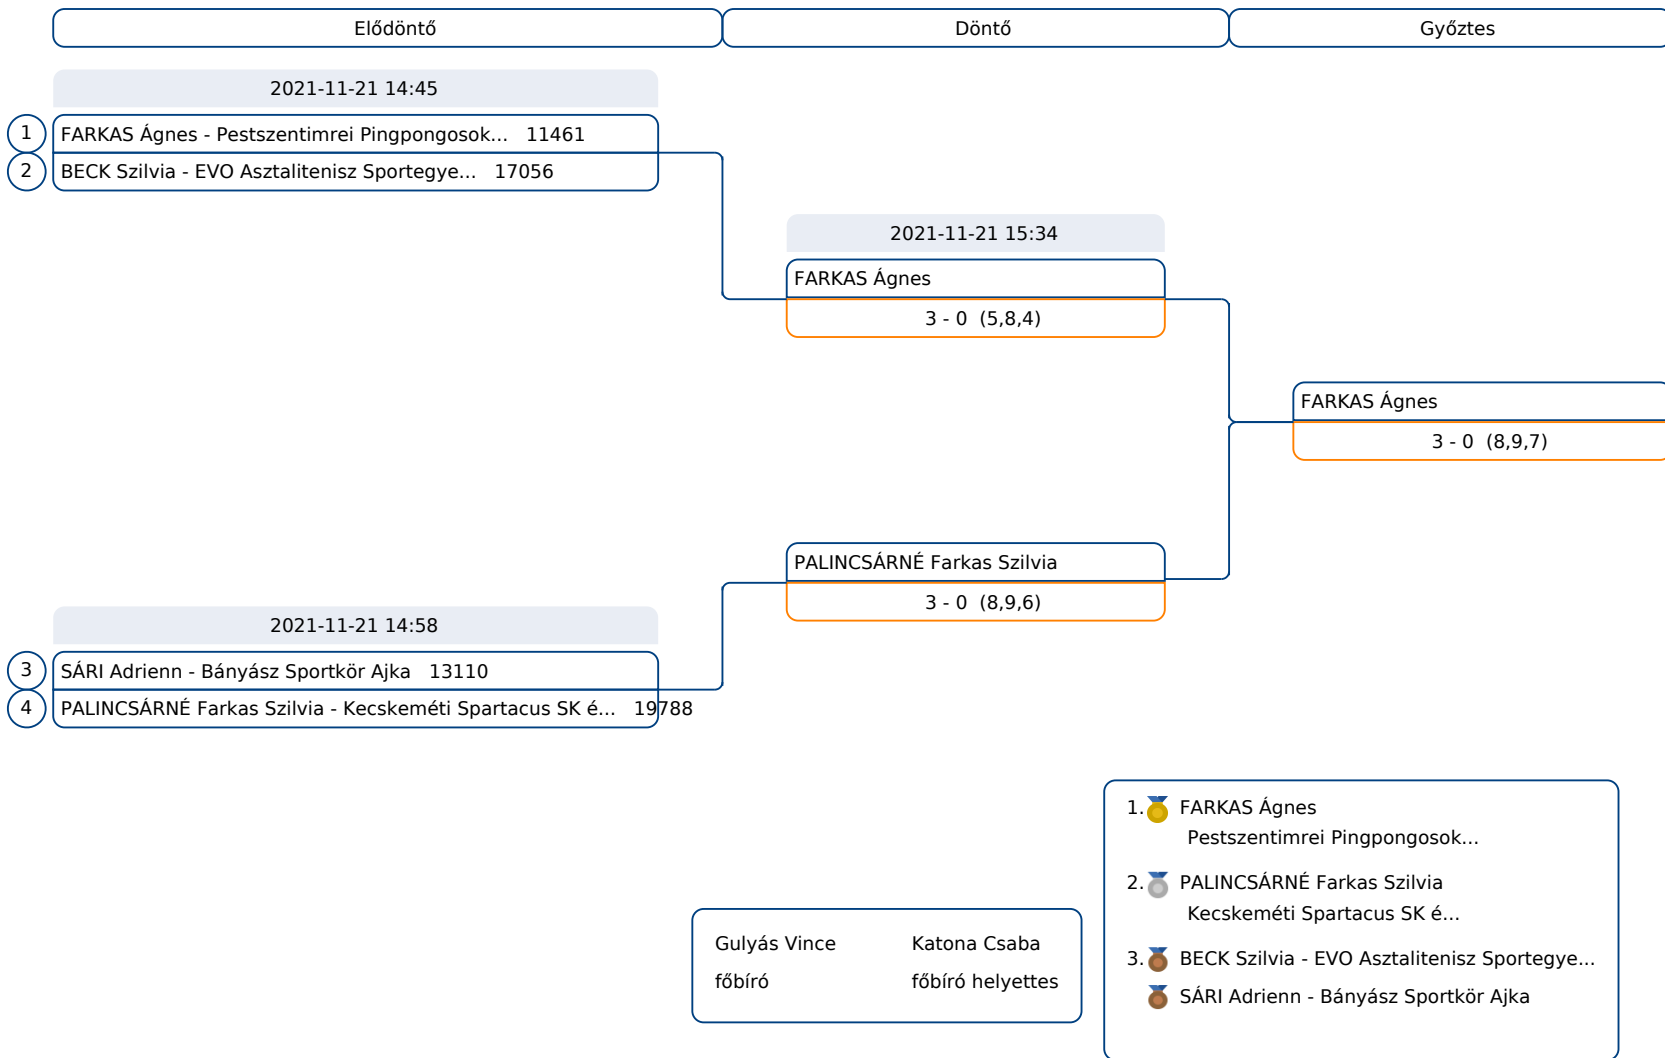 Elődöntő Döntő Győztes
2021-11-21 14:45
1 FARKAS Ágnes - Pestszentimrei Pingpongosok... 11461
2 BECK Szilvia - EVO Asztalitenisz Sportegye... 17056
2021-11-21 15:34
FARKAS Ágnes
3 - 0 (5,8,4)
FARKAS Ágnes
3 - 0 (8,9,7)
PALINCSÁRNÉ Farkas Szilvia
3 - 0 (8,9,6)
2021-11-21 14:58
3 SÁRI Adrienn - Bányász Sportkör Ajka 13110
4 PALINCSÁRNÉ Farkas Szilvia - Kecskeméti Spartacus SK é... 19788
Gulyás Vince Katona Csaba
főbíró főbíró helyettes
1. FARKAS Ágnes
Pestszentimrei Pingpongosok...
2. PALINCSÁRNÉ Farkas Szilvia
Kecskeméti Spartacus SK é...
3. BECK Szilvia - EVO Asztalitenisz Sportegye...
SÁRI Adrienn - Bányász Sportkör Ajka